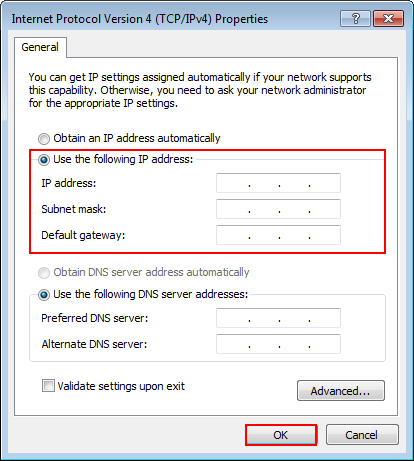 Internet Protocol Version 4 (TCP/IPv4) Properties
?
General
You can get IP settings assigned automatically if your network supports
this capability. Otherwise, you need to ask your network administrator
for the appropriate IP settings.
Obtain an IP address automatically
Use the following IP address:
IP address: . . .
Subnet mask: . . .
Default gateway: . . .
Obtain DNS server address automatically
Use the following DNS server addresses:
Preferred DNS server: . . .
Alternate DNS server: . . .
Validate settings upon exit
Advanced...
OK Cancel